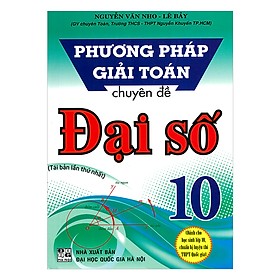 NGUYỄN VĂN NHO - LÊ BẢY
(GV chuyên Toán, Trường THCS - THPT Nguyễn Khuyến TP.HCM)
PHƯƠNG PHÁP
GIẢI TOÁN
chuyên đề
Đại số
(Tái bản lần thứ nhất)
10
(Dành cho
học sinh lớp 10,
chuẩn bị luyện thi
THPT Quốc gia)
NHÀ XUẤT BẢN
ĐẠI HỌC QUỐC GIA HÀ NỘI